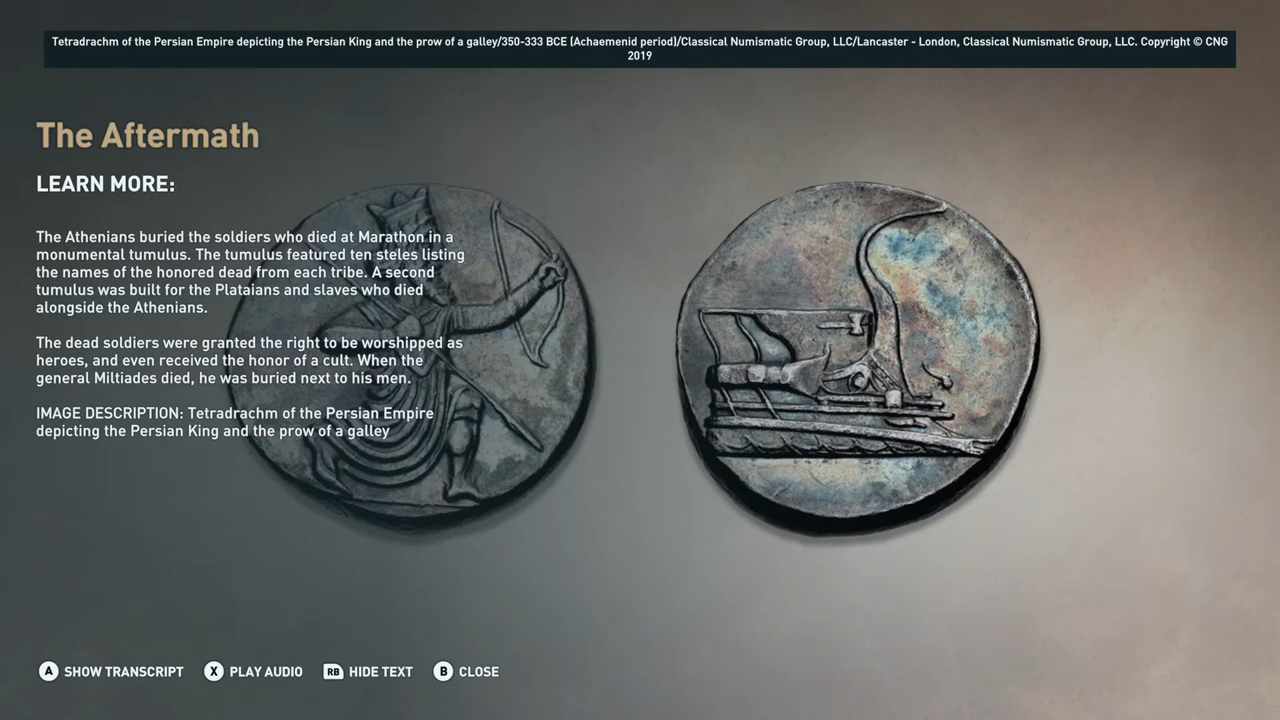 Tetradrachm of the Persian Empire depicting the Persian King and the prow of a galley/350-333 BCE (Achaemenid period)/Classical Numismatic Group, LLC/Lancaster - London, Classical Numismatic Group, LLC. Copyright © CNG
2019
The Aftermath
LEARN MORE:
The Athenians buried the soldiers who died at Marathon in a
monumental tumulus. The tumulus featured ten steles listing
the names of the honored dead from each tribe. A second
tumulus was built for the Plataians and slaves who died
alongside the Athenians.
The dead soldiers were granted the right to be worshipped as
heroes, and even received the honor of a cult. When the
general Miltiades died, he was buried next to his men.
IMAGE DESCRIPTION: Tetradrachm of the Persian Empire
depicting the Persian King and the prow of a galley
A SHOW TRANSCRIPT X PLAY AUDIO RB HIDE TEXT B CLOSE